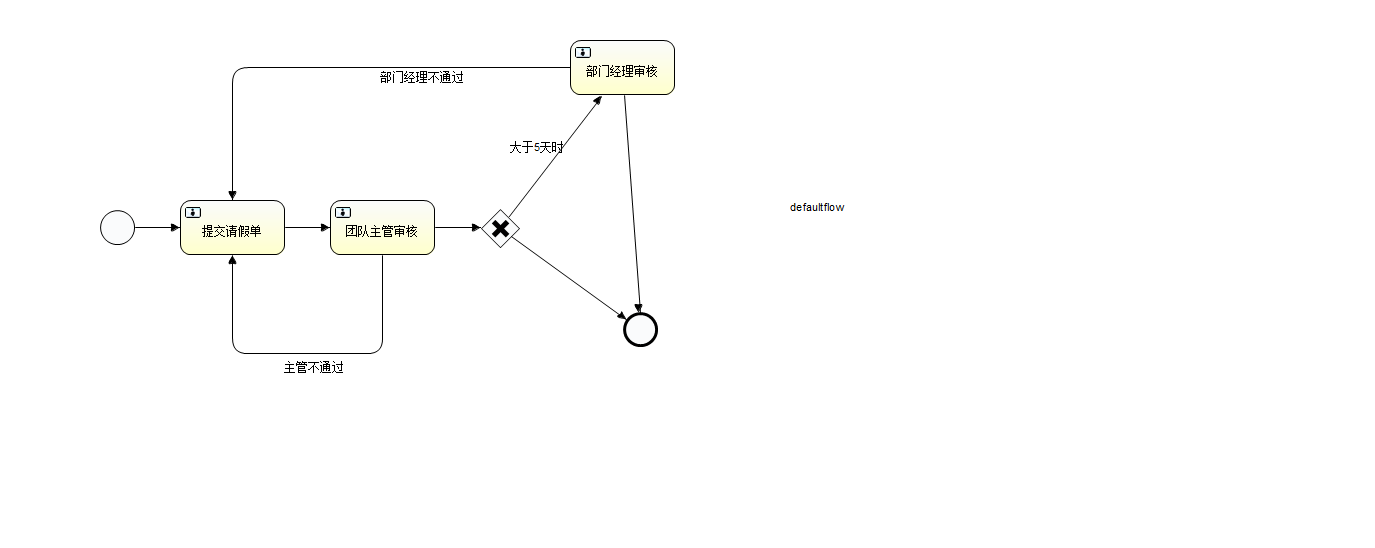 部门经理审核
部门经理不通过
大于5天时
defaultflow
提交请假单
团队主管审核
主管不通过